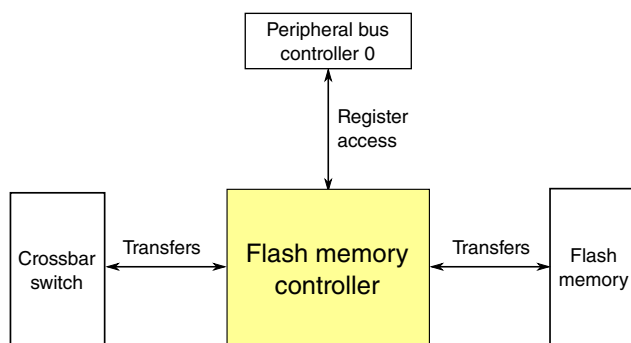 Peripheral bus
controller 0
Register
access
Crossbar
switch
Transfers
Flash memory
controller
Transfers
Flash
memory